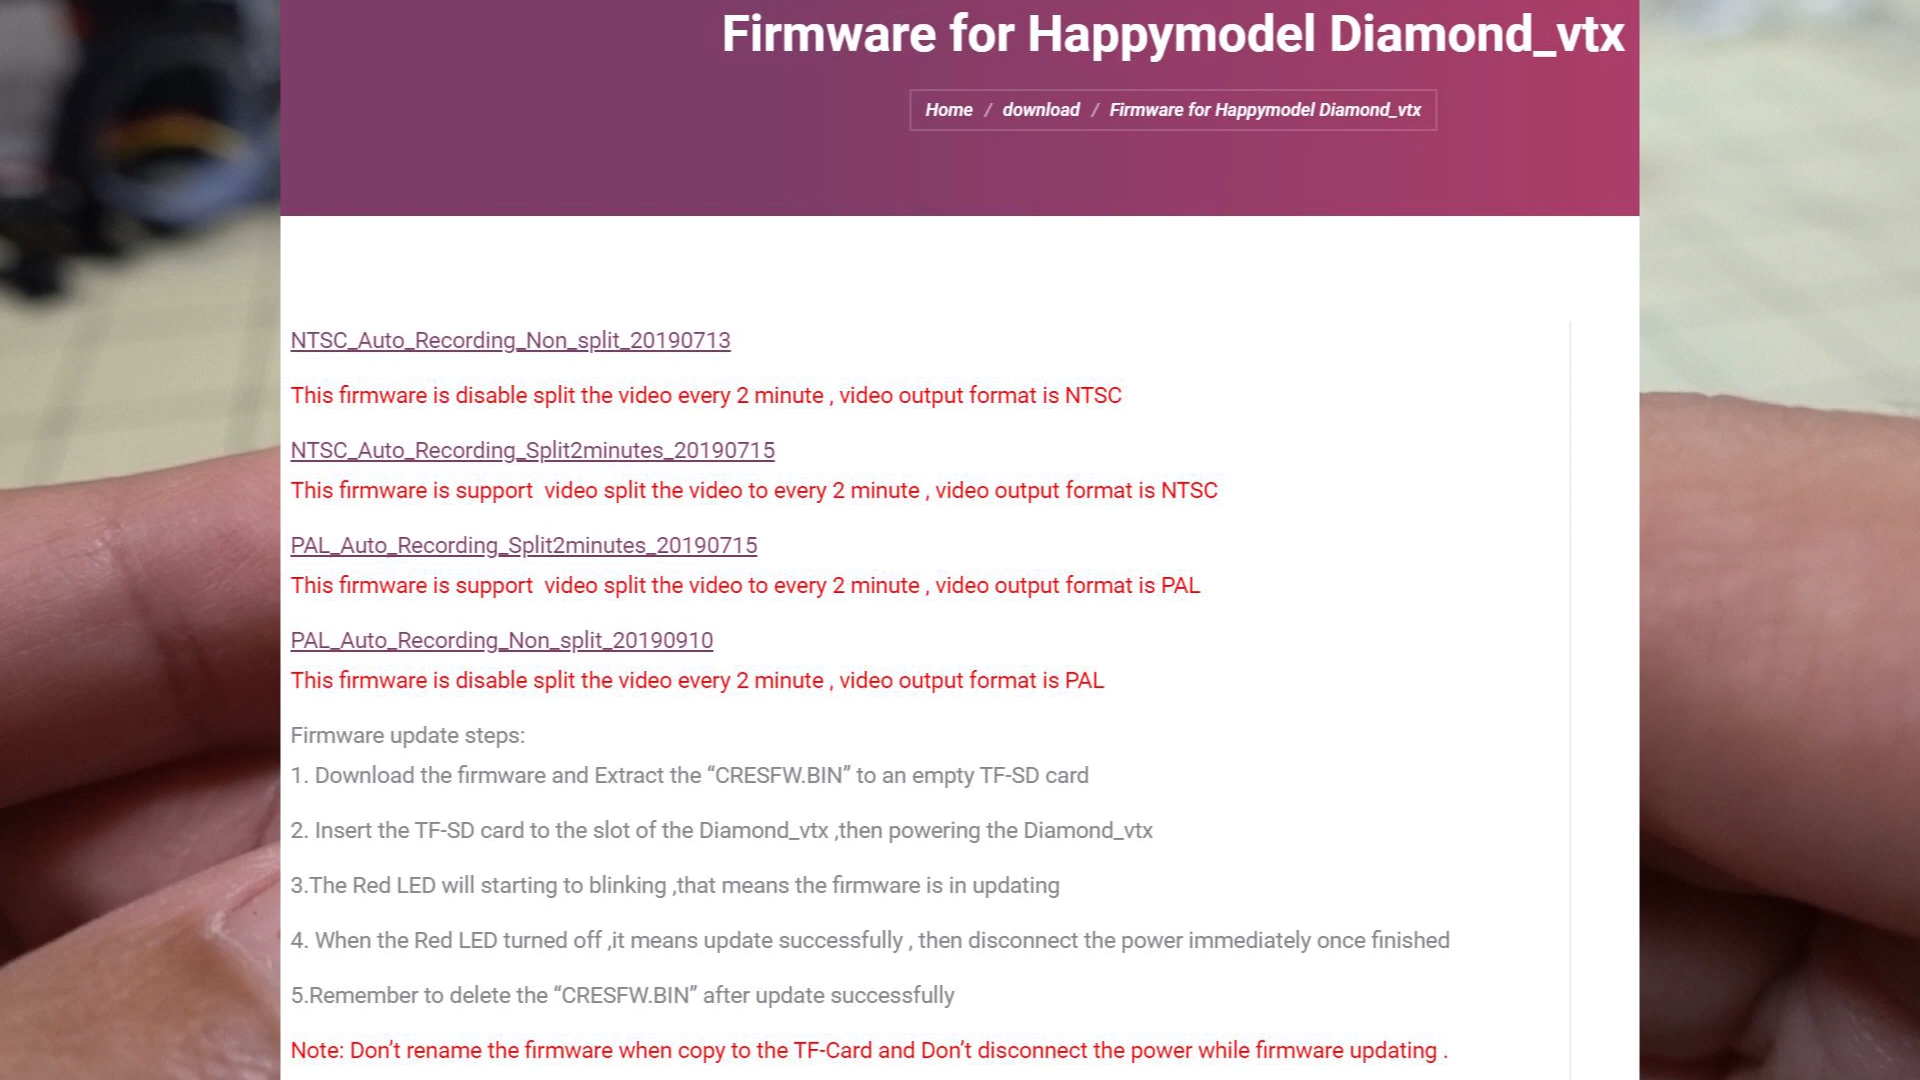 Firmware for Happymodel Diamond_vtx
Home / download / Firmware for Happymodel Diamond_vtx
NTSC_Auto_Recording_Non_split_20190713
This firmware is disable split the video every 2 minute , video output format is NTSC
NTSC_Auto_Recording_Split2minutes_20190715
This firmware is support  video split the video to every 2 minute , video output format is NTSC
PAL_Auto_Recording_Split2minutes_20190715
This firmware is support  video split the video to every 2 minute , video output format is PAL
PAL_Auto_Recording_Non_split_20190910
This firmware is disable split the video every 2 minute , video output format is PAL
Firmware update steps:
1. Download the firmware and Extract the “CRESFW.BIN” to an empty TF-SD card
2. Insert the TF-SD card to the slot of the Diamond_vtx ,then powering the Diamond_vtx
3.The Red LED will starting to blinking ,that means the firmware is in updating
4. When the Red LED turned off ,it means update successfully , then disconnect the power immediately once finished
5.Remember to delete the “CRESFW.BIN” after update successfully
Note: Don’t rename the firmware when copy to the TF-Card and Don’t disconnect the power while firmware updating .